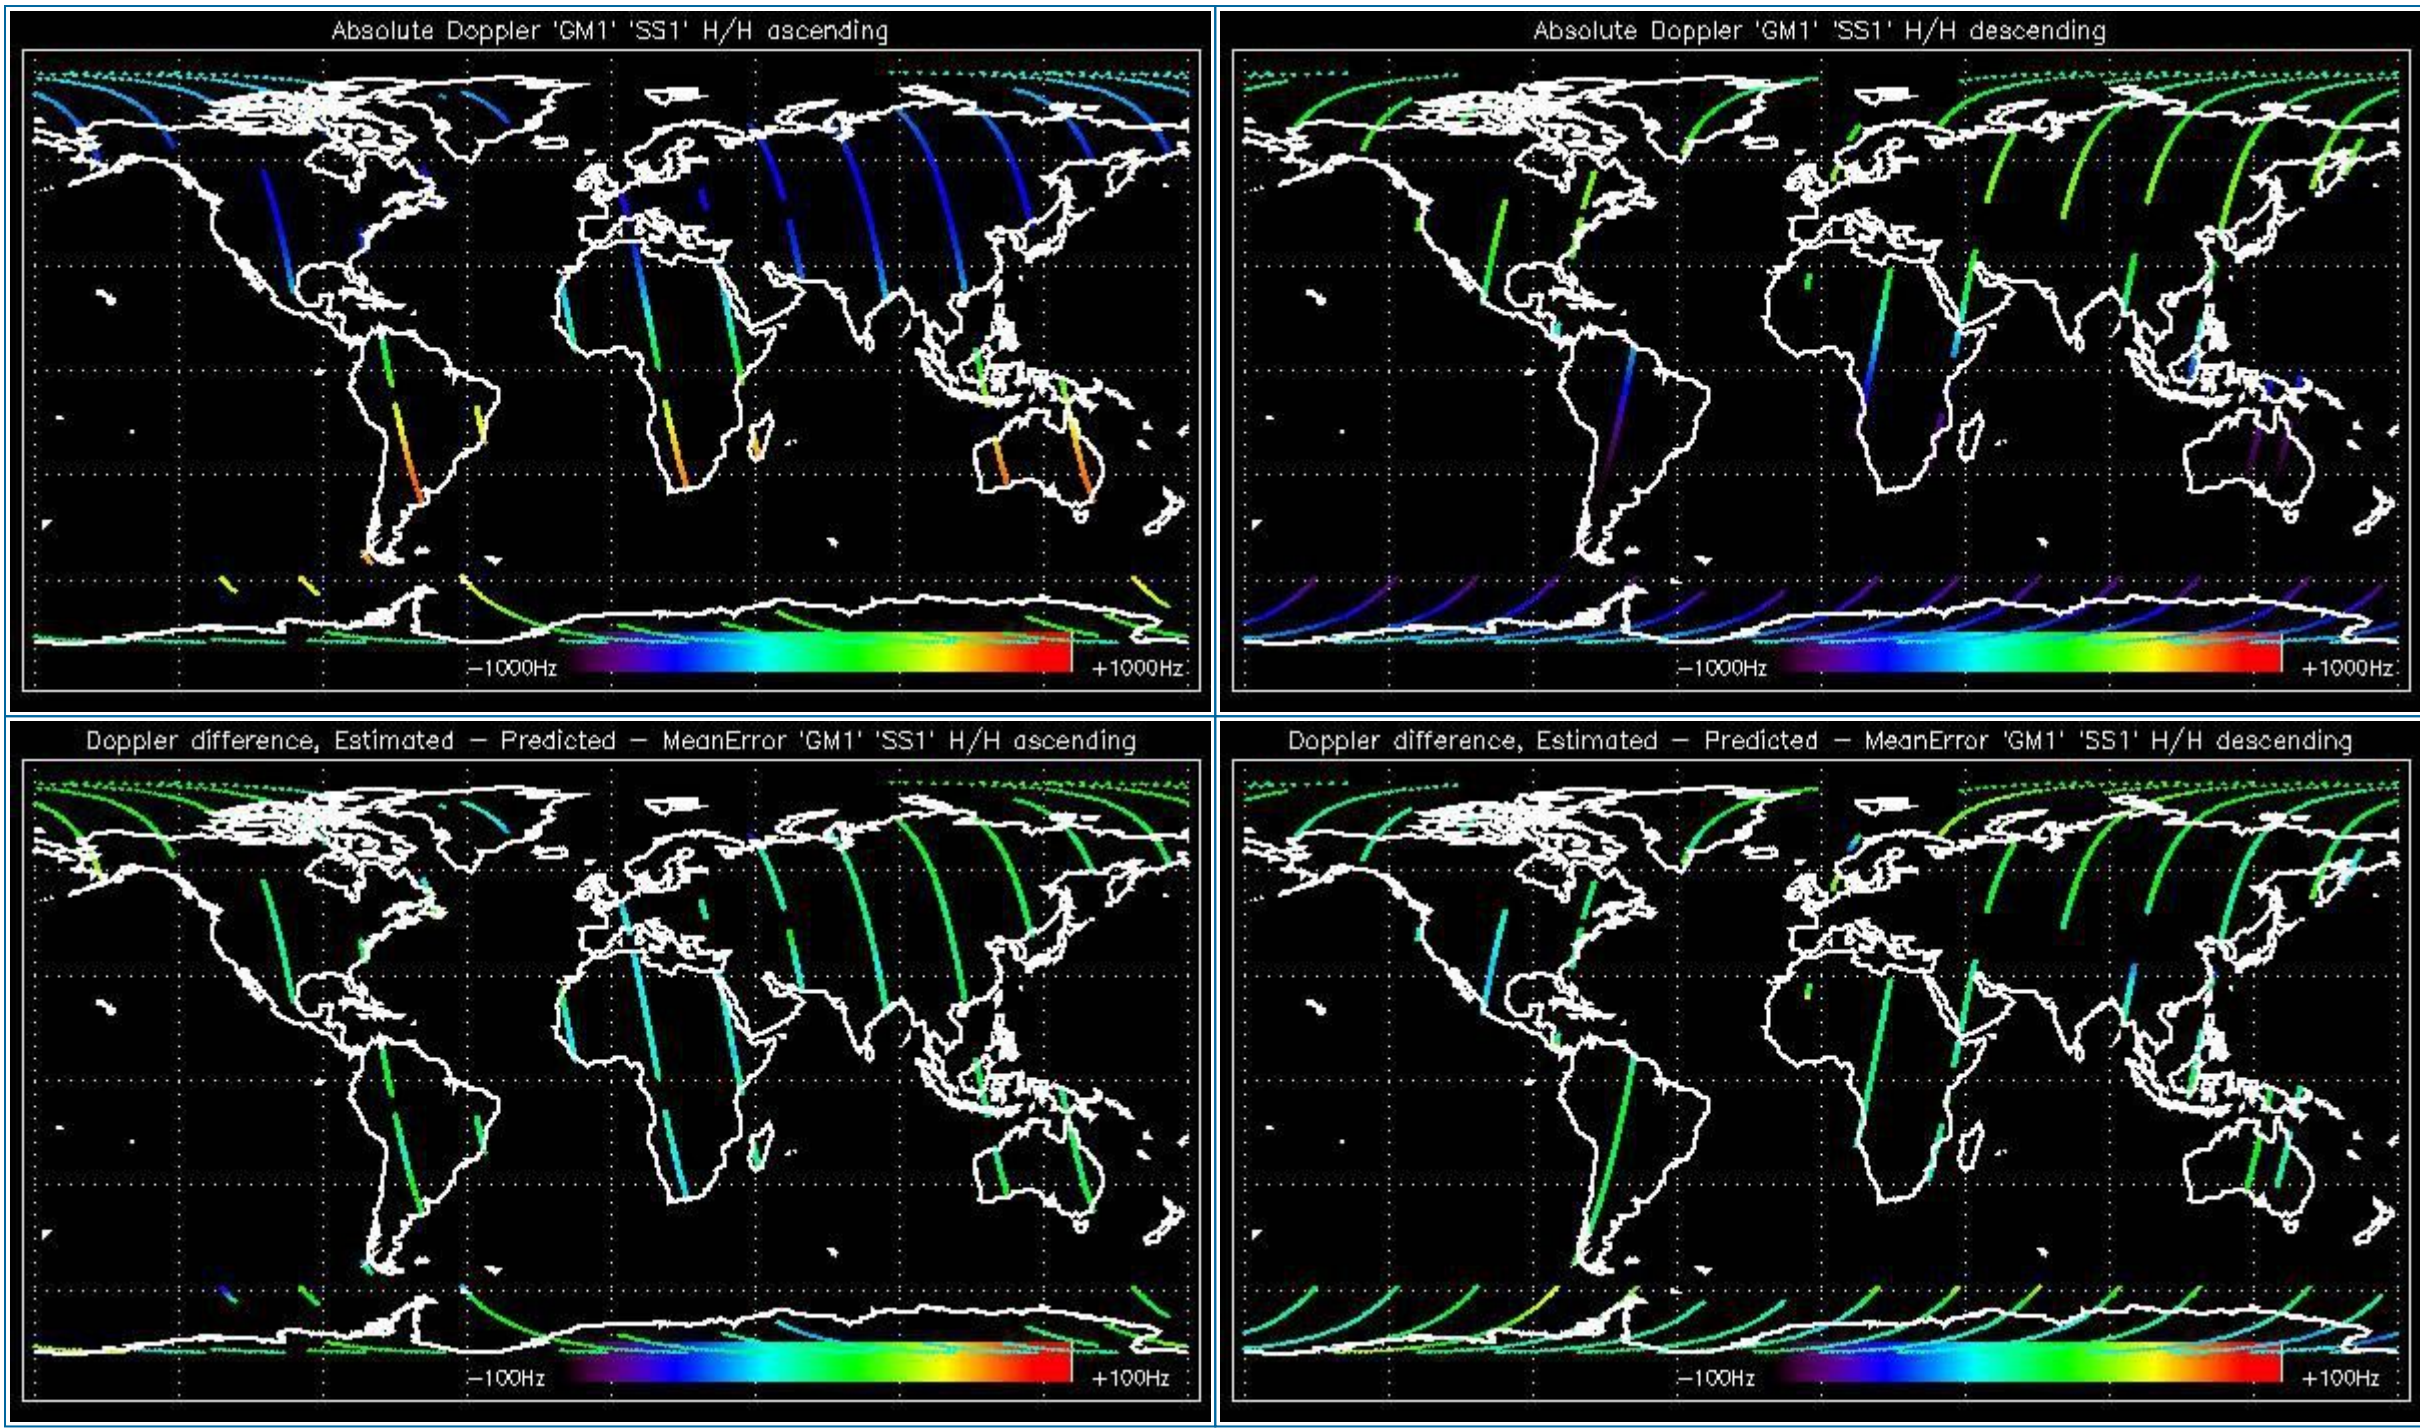 Absolute Doppler 'GM1' 'SS1' H/H ascending
−1000Hz
+1000Hz
Absolute Doppler 'GM1' 'SS1' H/H descending
−1000Hz
+1000Hz
Doppler difference, Estimated − Predicted − MeanError 'GM1' 'SS1' H/H ascending
−100Hz
+100Hz
Doppler difference, Estimated − Predicted − MeanError 'GM1' 'SS1' H/H descending
−100Hz
+100Hz